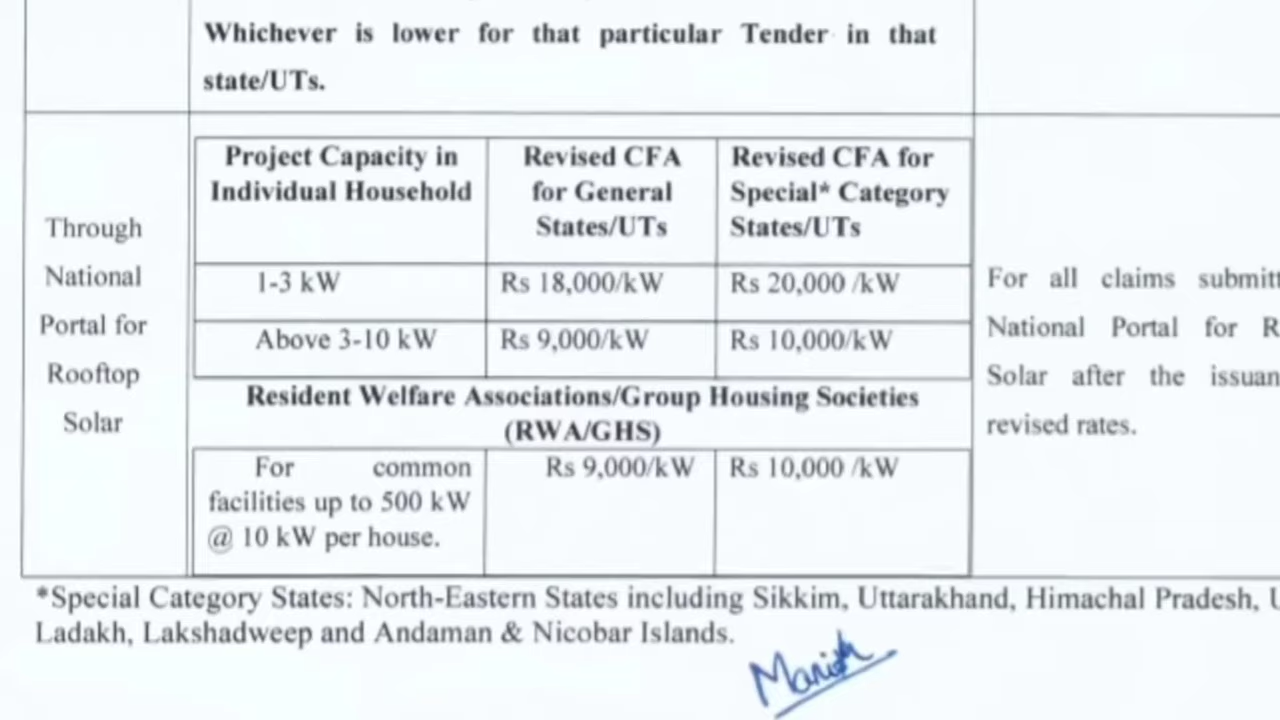 Whichever is lower for that particular Tender in that
state/UTs.
Through
National
Portal for
Rooftop
Solar
Project Capacity in
Individual Household
Revised CFA
for General
States/UTs
Revised CFA for
Special* Category
States/UTs
1-3 kW
Rs 18,000/kW
Rs 20,000 /kW
Above 3-10 kW
Rs 9,000/kW
Rs 10,000/kW
Resident Welfare Associations/Group Housing Societies
(RWA/GHS)
For common
facilities up to 500 kW
@ 10 kW per house.
Rs 9,000/kW
Rs 10,000 /kW
For all claims submitt
National Portal for R
Solar after the issuan
revised rates.
*Special Category States: North-Eastern States including Sikkim, Uttarakhand, Himachal Pradesh, U
Ladakh, Lakshadweep and Andaman & Nicobar Islands.